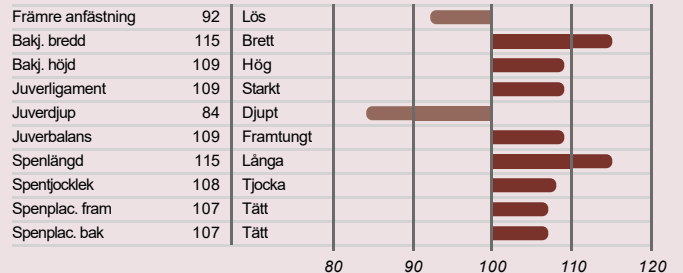 Främre anfästning 92 Lös
Bakj. bredd 115 Brett
Bakj. höjd 109 Hög
Juverligament 109 Starkt
Juverdjup 84 Djupt
Juverbalans 109 Framtungt
Spenlängd 115 Långa
Spentjocklek 108 Tjocka
Spenplac. fram 107 Tätt
Spenplac. bak 107 Tätt
80 90 100 110 120